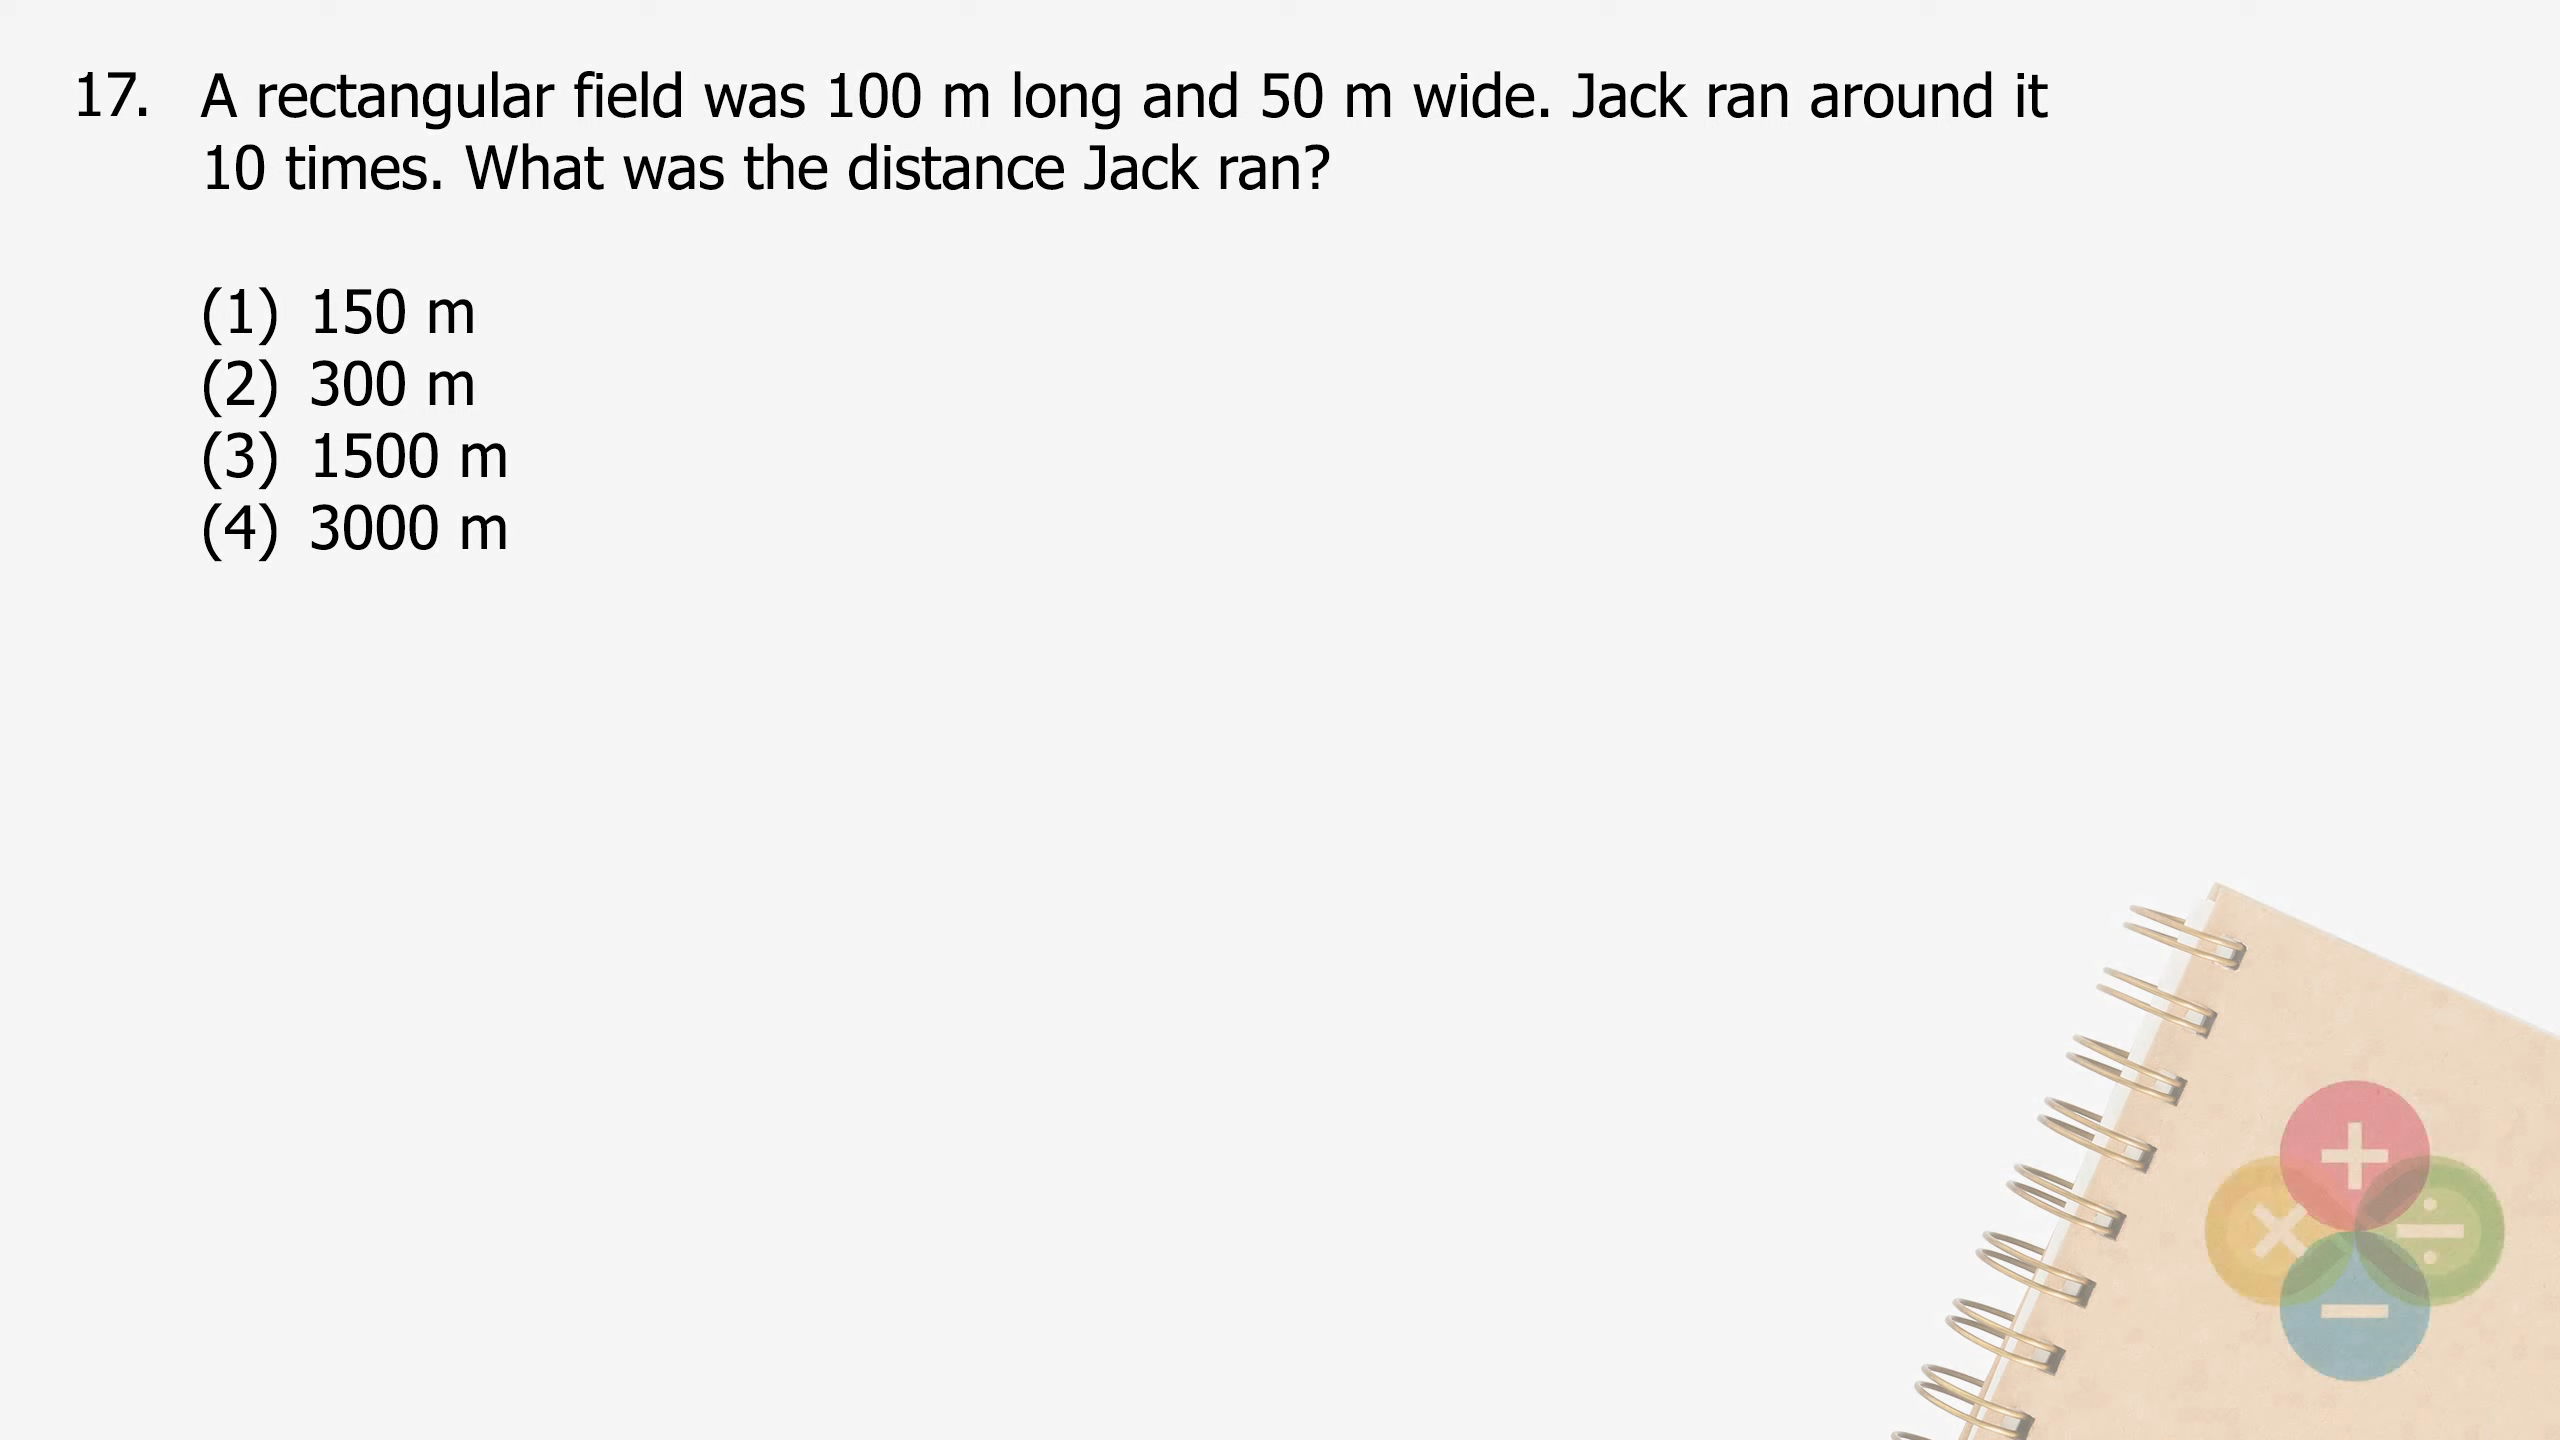 17. A rectangular field was 100 m long and 50 m wide. Jack ran around it
10 times. What was the distance Jack ran?
(1) 150 m
(2) 300 m
(3) 1500 m
(4) 3000 m
+
× ÷
−